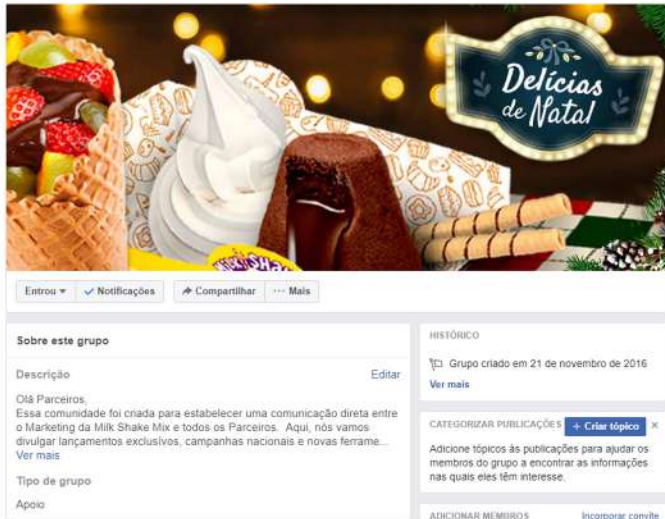 Delícias
de Natal
MILK SHAKE
Entrou
Notificações
Compartilhar
··· Mais
Sobre este grupo
Descrição
Editar
Olá Parceiros,
Essa comunidade foi criada para estabelecer uma comunicação direta entre
o Marketing da Milk Shake Mix e todos os Parceiros. Aqui, nós vamos
divulgar lançamentos exclusivos, campanhas nacionais e novas ferrame...
Ver mais
Tipo de grupo
Apoio
HISTÓRICO
Grupo criado em 21 de novembro de 2016
Ver mais
CATEGORIZAR PUBLICAÇÕES
+ Criar tópico
×
Adicione tópicos às publicações para ajudar os
membros do grupo a encontrar as informações
nas quais eles têm interesse.
ADICIONAR MEMBROS
Incorporar convite